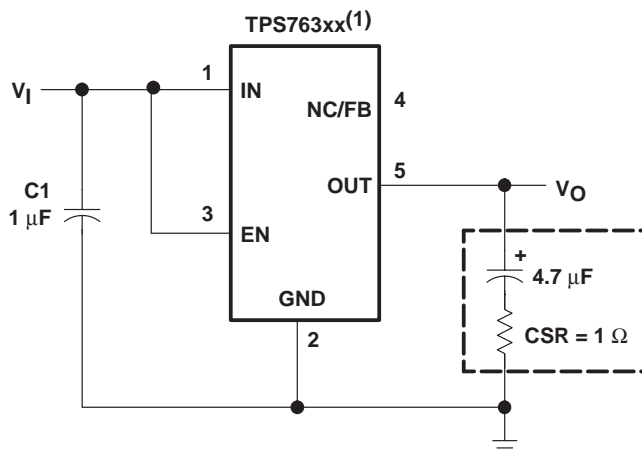 TPS763xx(1)
VI
1
IN
NC/FB
4
5
OUT
VO
C1
1 μF
3
EN
+
4.7 μF
GND
2
CSR = 1 Ω